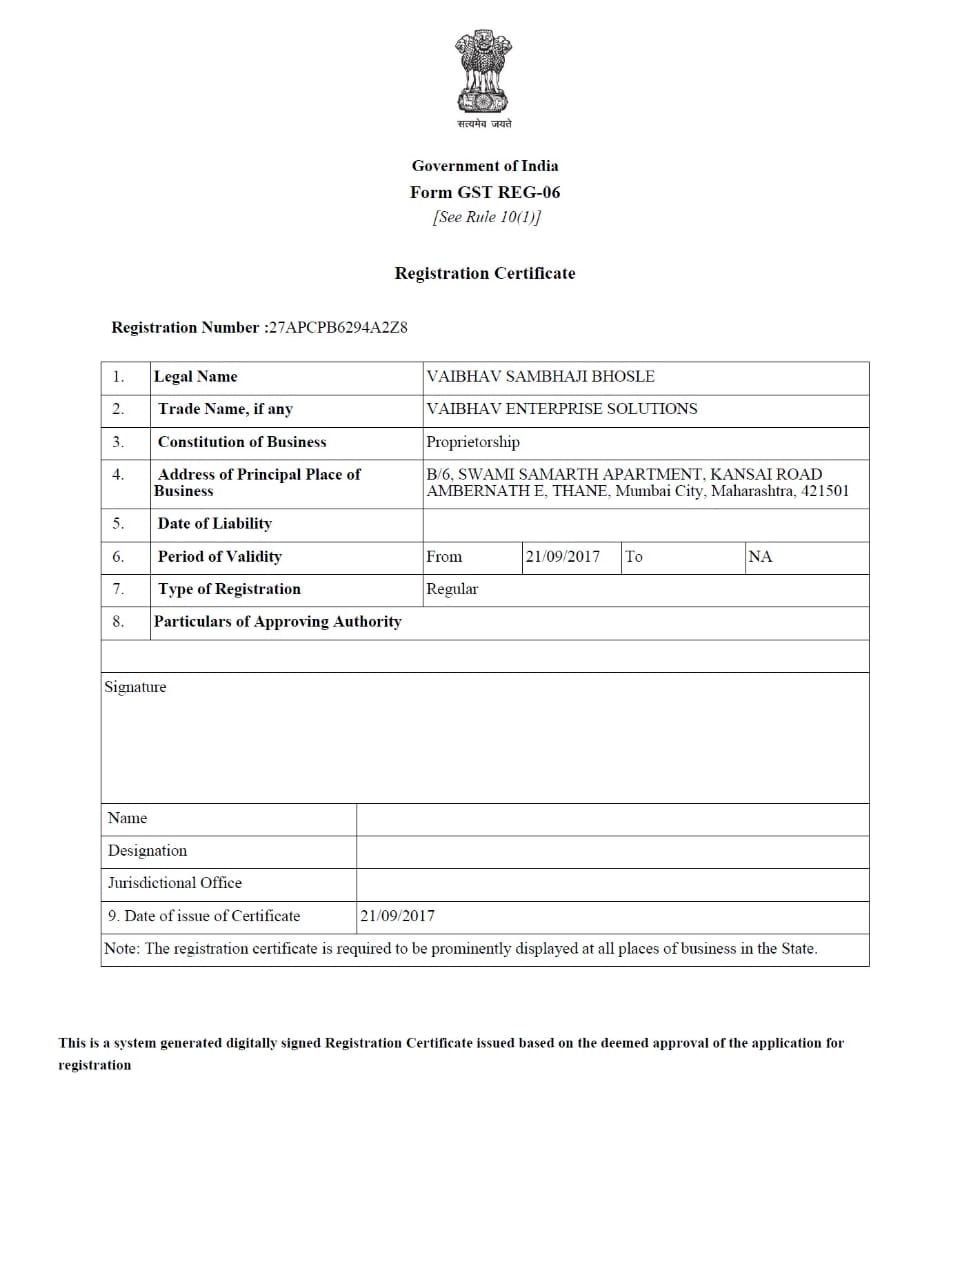 सत्यमेव जयते
Government of India
Form GST REG-06
[See Rule 10(1)]
Registration Certificate
Registration Number :27APCPB6294A2Z8
1. Legal Name VAIBHAV SAMBHAJI BHOSLE
2. Trade Name, if any VAIBHAV ENTERPRISE SOLUTIONS
3. Constitution of Business Proprietorship
4. Address of Principal Place of Business B/6, SWAMI SAMARTH APARTMENT, KANSAI ROAD
AMBERNATH E, THANE, Mumbai City, Maharashtra, 421501
5. Date of Liability
6. Period of Validity From 21/09/2017 To NA
7. Type of Registration Regular
8. Particulars of Approving Authority
Signature
Name
Designation
Jurisdictional Office
9. Date of issue of Certificate 21/09/2017
Note: The registration certificate is required to be prominently displayed at all places of business in the State.
This is a system generated digitally signed Registration Certificate issued based on the deemed approval of the application for
registration